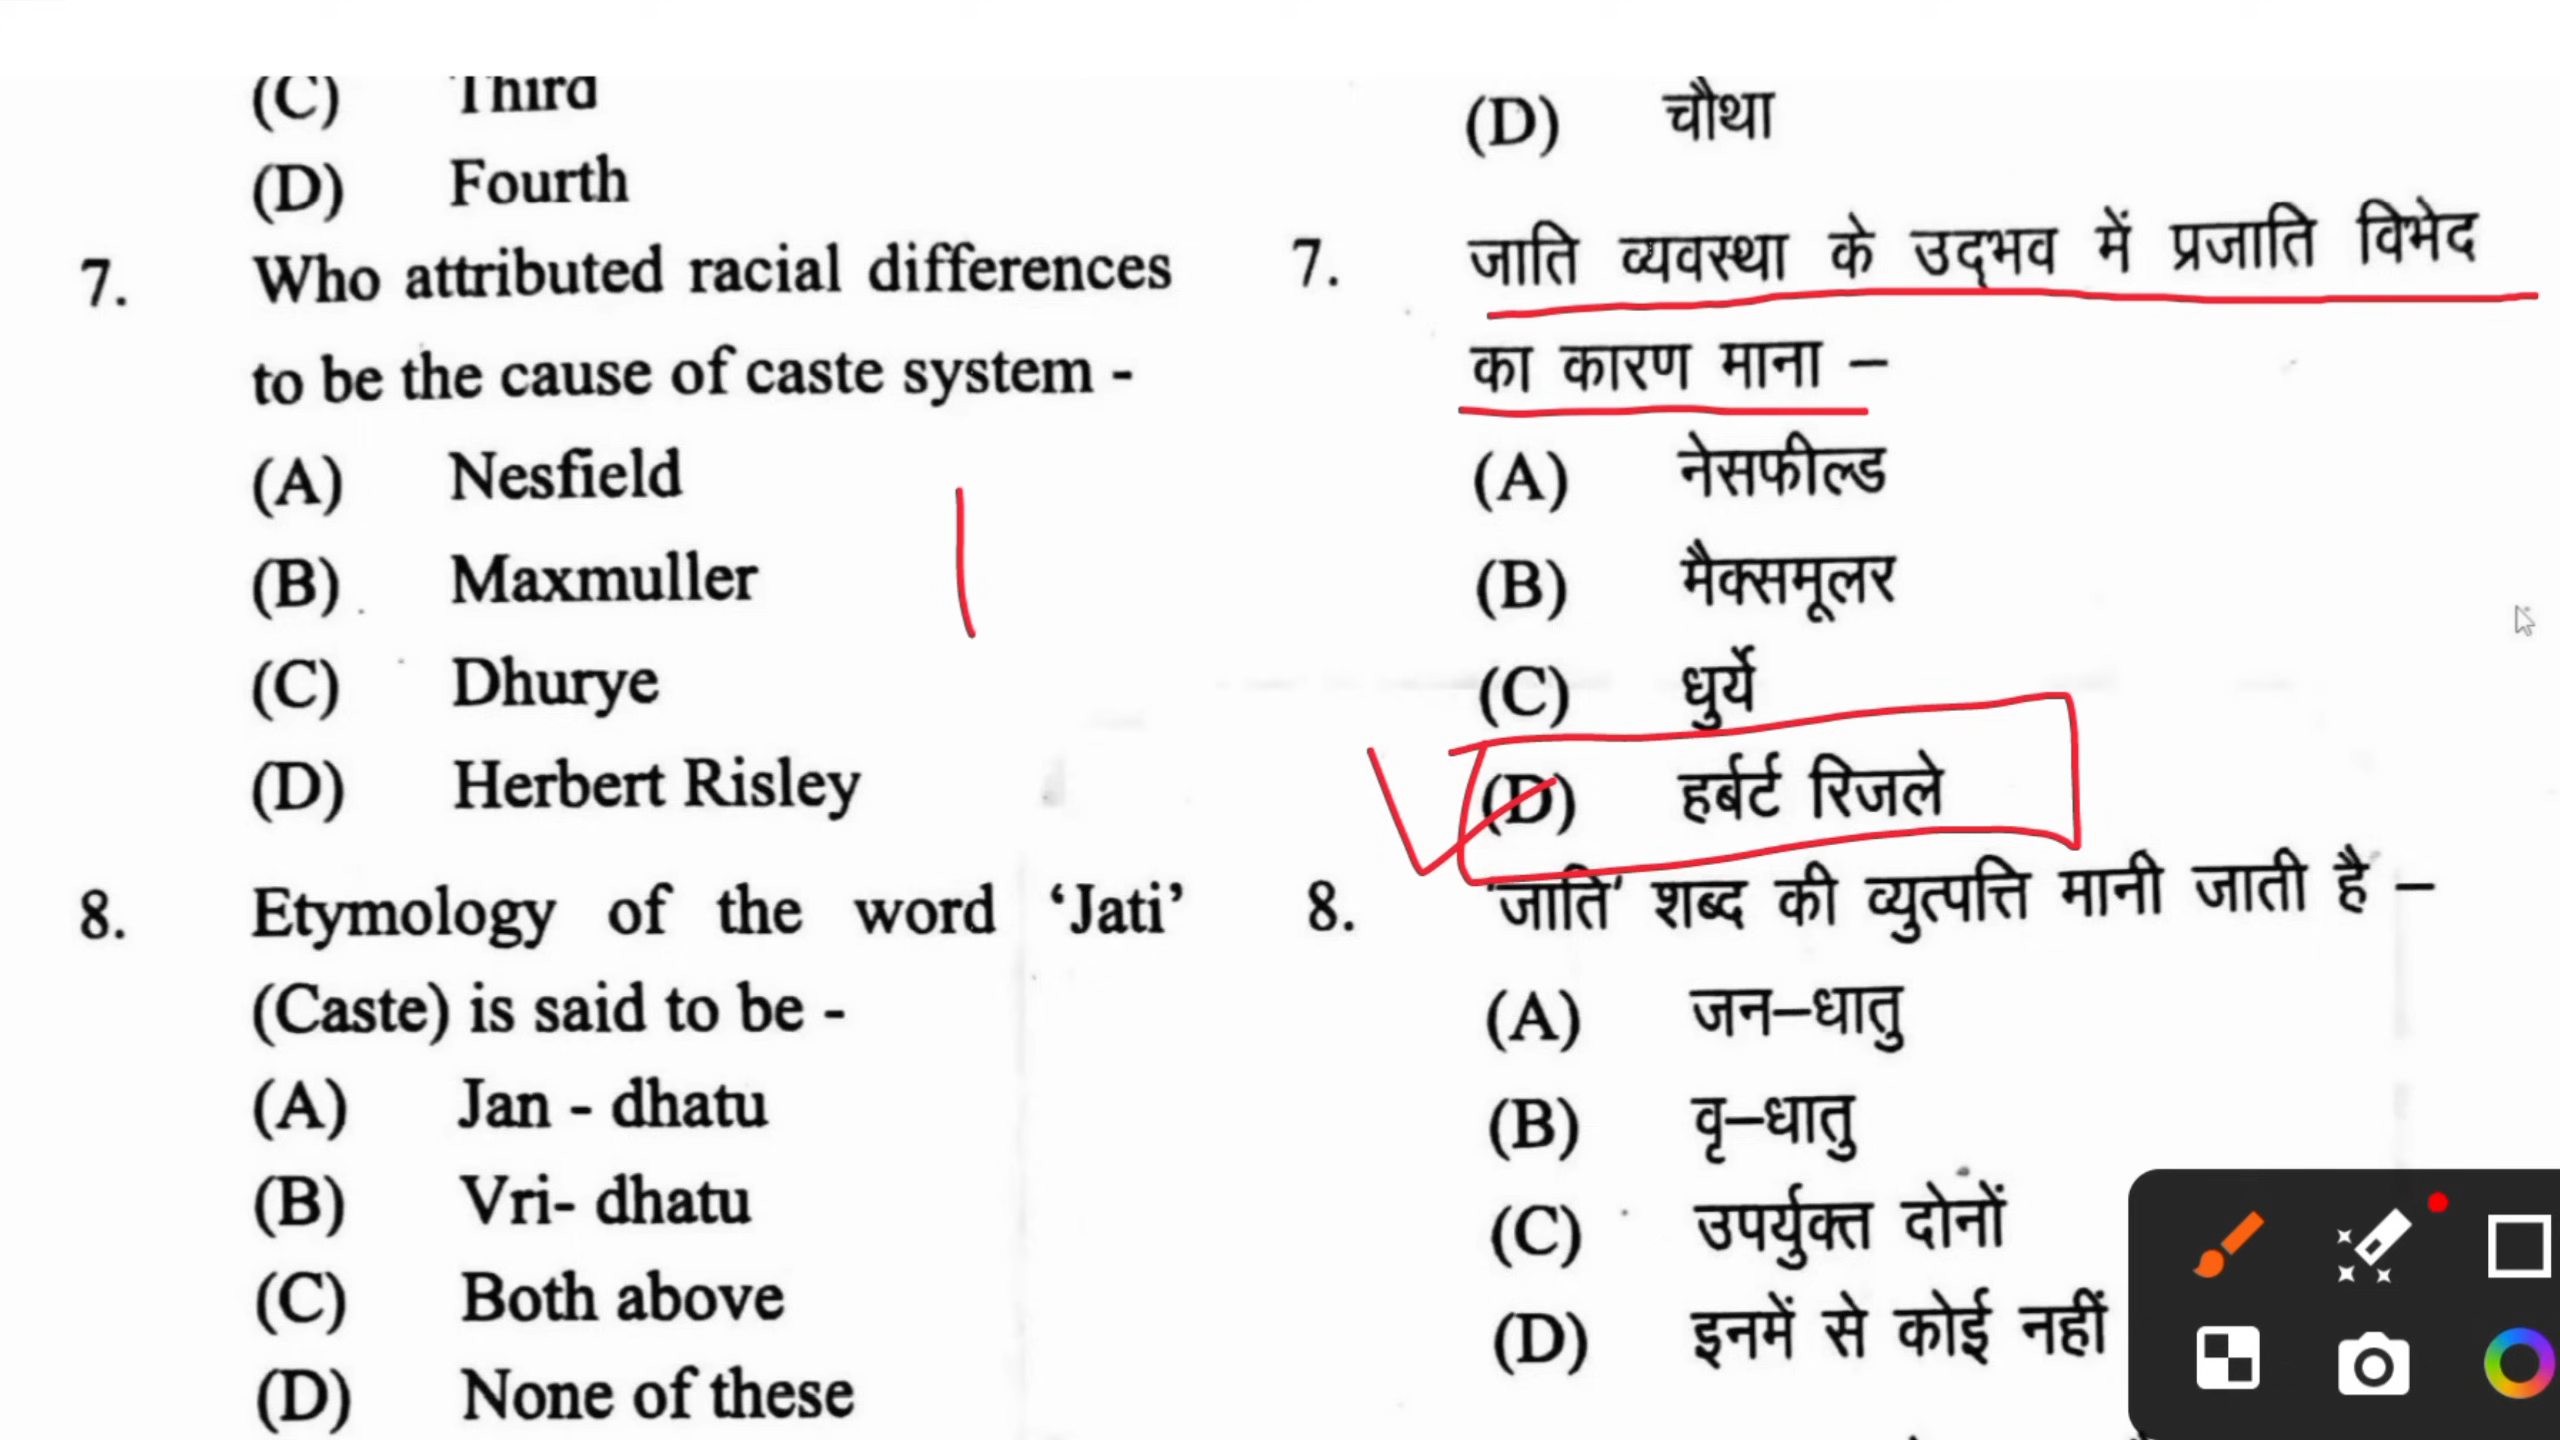 (C) Third
(D) Fourth
7. Who attributed racial differences
to be the cause of caste system -
(A) Nesfield
(B) Maxmuller
(C) Dhurye
(D) Herbert Risley
8. Etymology of the word ‘Jati’
(Caste) is said to be -
(A) Jan - dhatu
(B) Vri- dhatu
(C) Both above
(D) None of these
(D) चौथा
7. जाति व्यवस्था के उद्भव में प्रजाति विभेद
का कारण माना –
(A) नेसफील्ड
(B) मैक्समूलर
(C) धुर्ये
(D) हर्बर्ट रिजले
8. ‘जाति’ शब्द की व्युत्पत्ति मानी जाती है –
(A) जन–धातु
(B) वृ–धातु
(C) उपर्युक्त दोनों
(D) इनमें से कोई नहीं